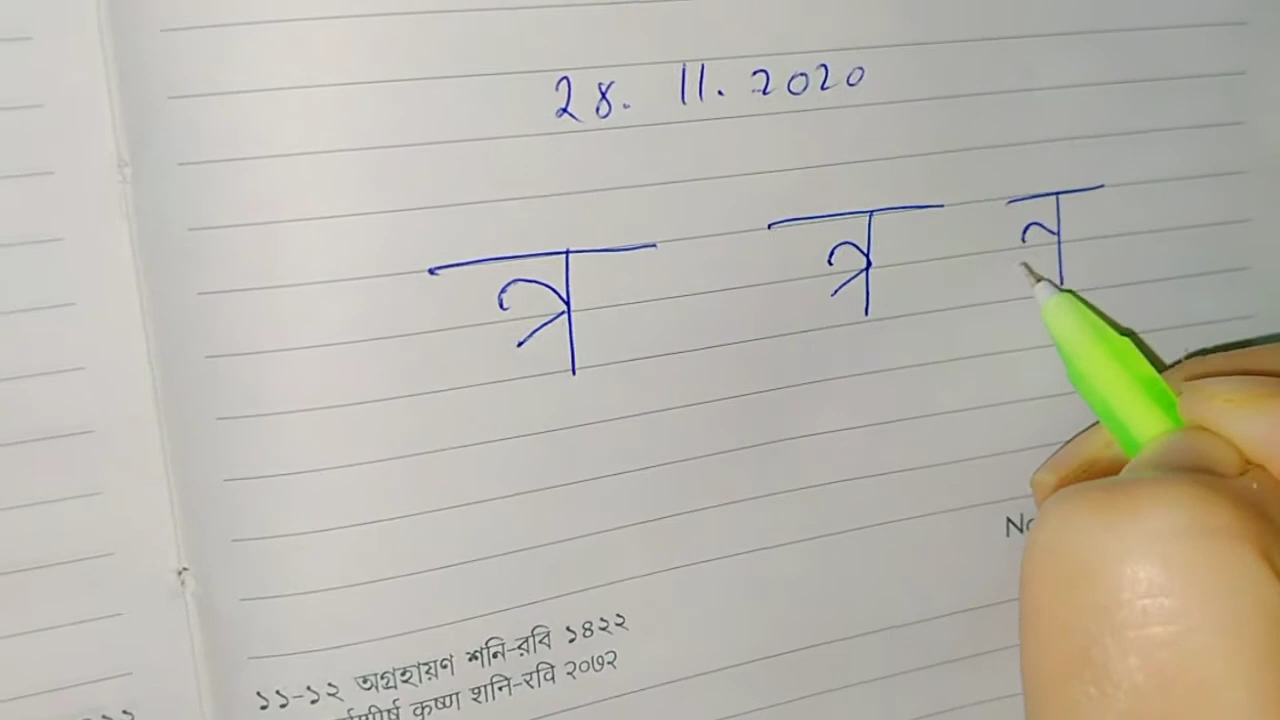 28. 11. 2020
ত্র ত্র ন
১১-১২ অগ্রহায়ণ শনি-রবি ১৪২২
কৃষ্ণ শনি-রবি ২০৭২